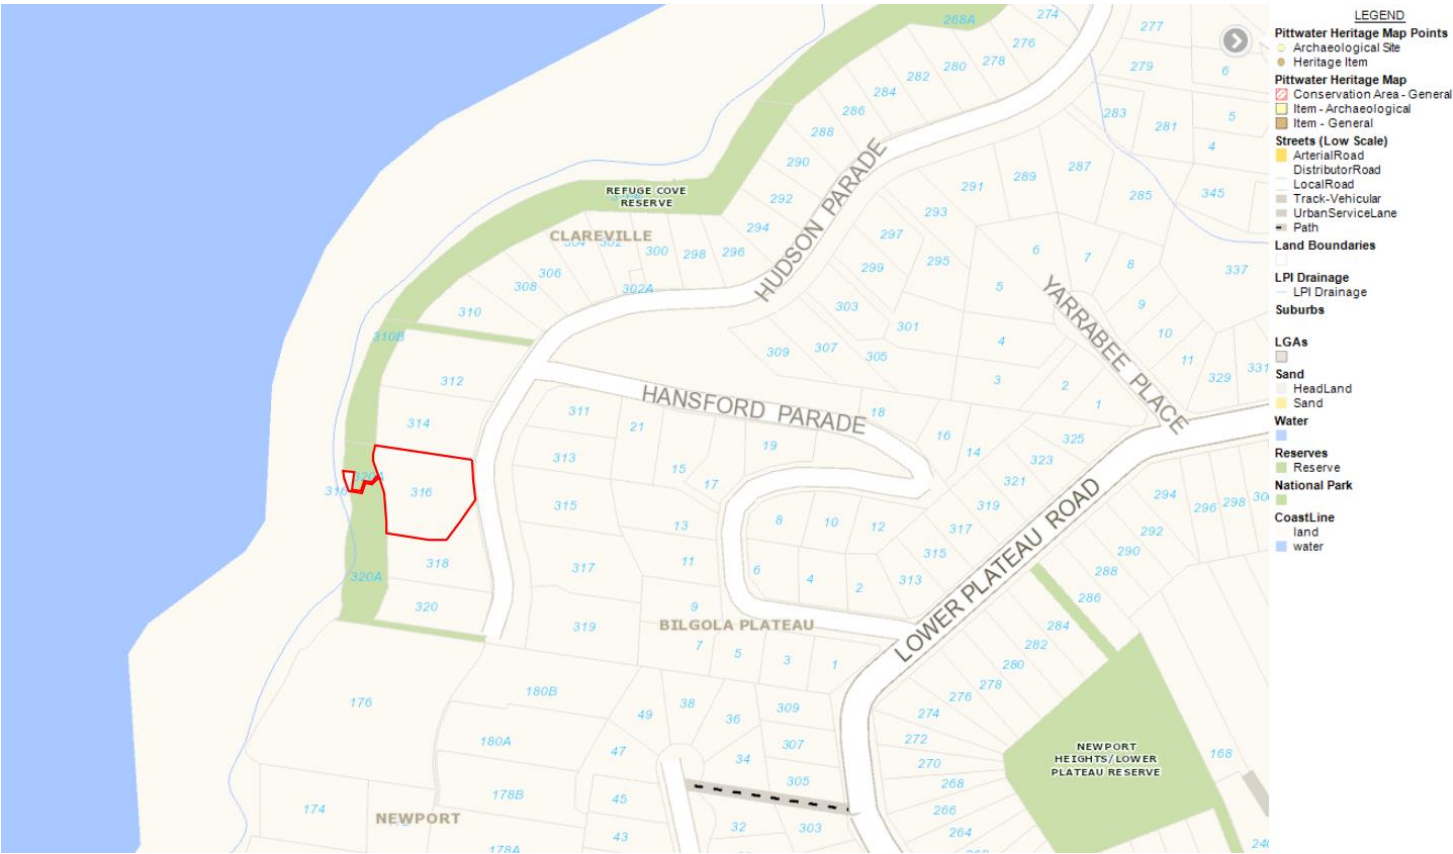 268A
274
277
276
280
278
282
284
286
288
290
292
294
296
298
300
302
304
306
308
302A
310
310B
312
314
316
320A
316
318
320A
320
REFUGE COVE
RESERVE
CLAREVILLE
HUDSON PARADE
279
6
5
4
283
281
287
289
291
285
345
293
297
295
299
303
301
309
307
305
6
7
8
5
9
10
11
337
4
3
2
1
329
331
YARRABEE PLACE
HANSFORD PARADE
311
21
18
313
19
15
17
315
16
14
325
323
321
319
317
315
313
13
8
10
12
11
6
4
2
317
9
319
BILGOLA PLATEAU
7
5
3
1
LOWER PLATEAU ROAD
294
296
298
292
290
288
286
284
282
280
278
276
274
272
270
268
266
264
176
180B
180A
178B
178A
174
NEWPORT
49
47
45
43
38
36
34
32
309
307
305
303
NEWPORT
HEIGHTS/LOWER
PLATEAU RESERVE
168
LEGEND
Pittwater Heritage Map Points
Archaeological Site
Heritage Item
Pittwater Heritage Map
Conservation Area - General
Item - Archaeological
Item - General
Streets (Low Scale)
ArterialRoad
DistributorRoad
LocalRoad
Track-Vehicular
UrbanServiceLane
Path
Land Boundaries
LPI Drainage
LPI Drainage
Suburbs
LGAs
Sand
HeadLand
Sand
Water
Reserves
Reserve
National Park
CoastLine
land
water